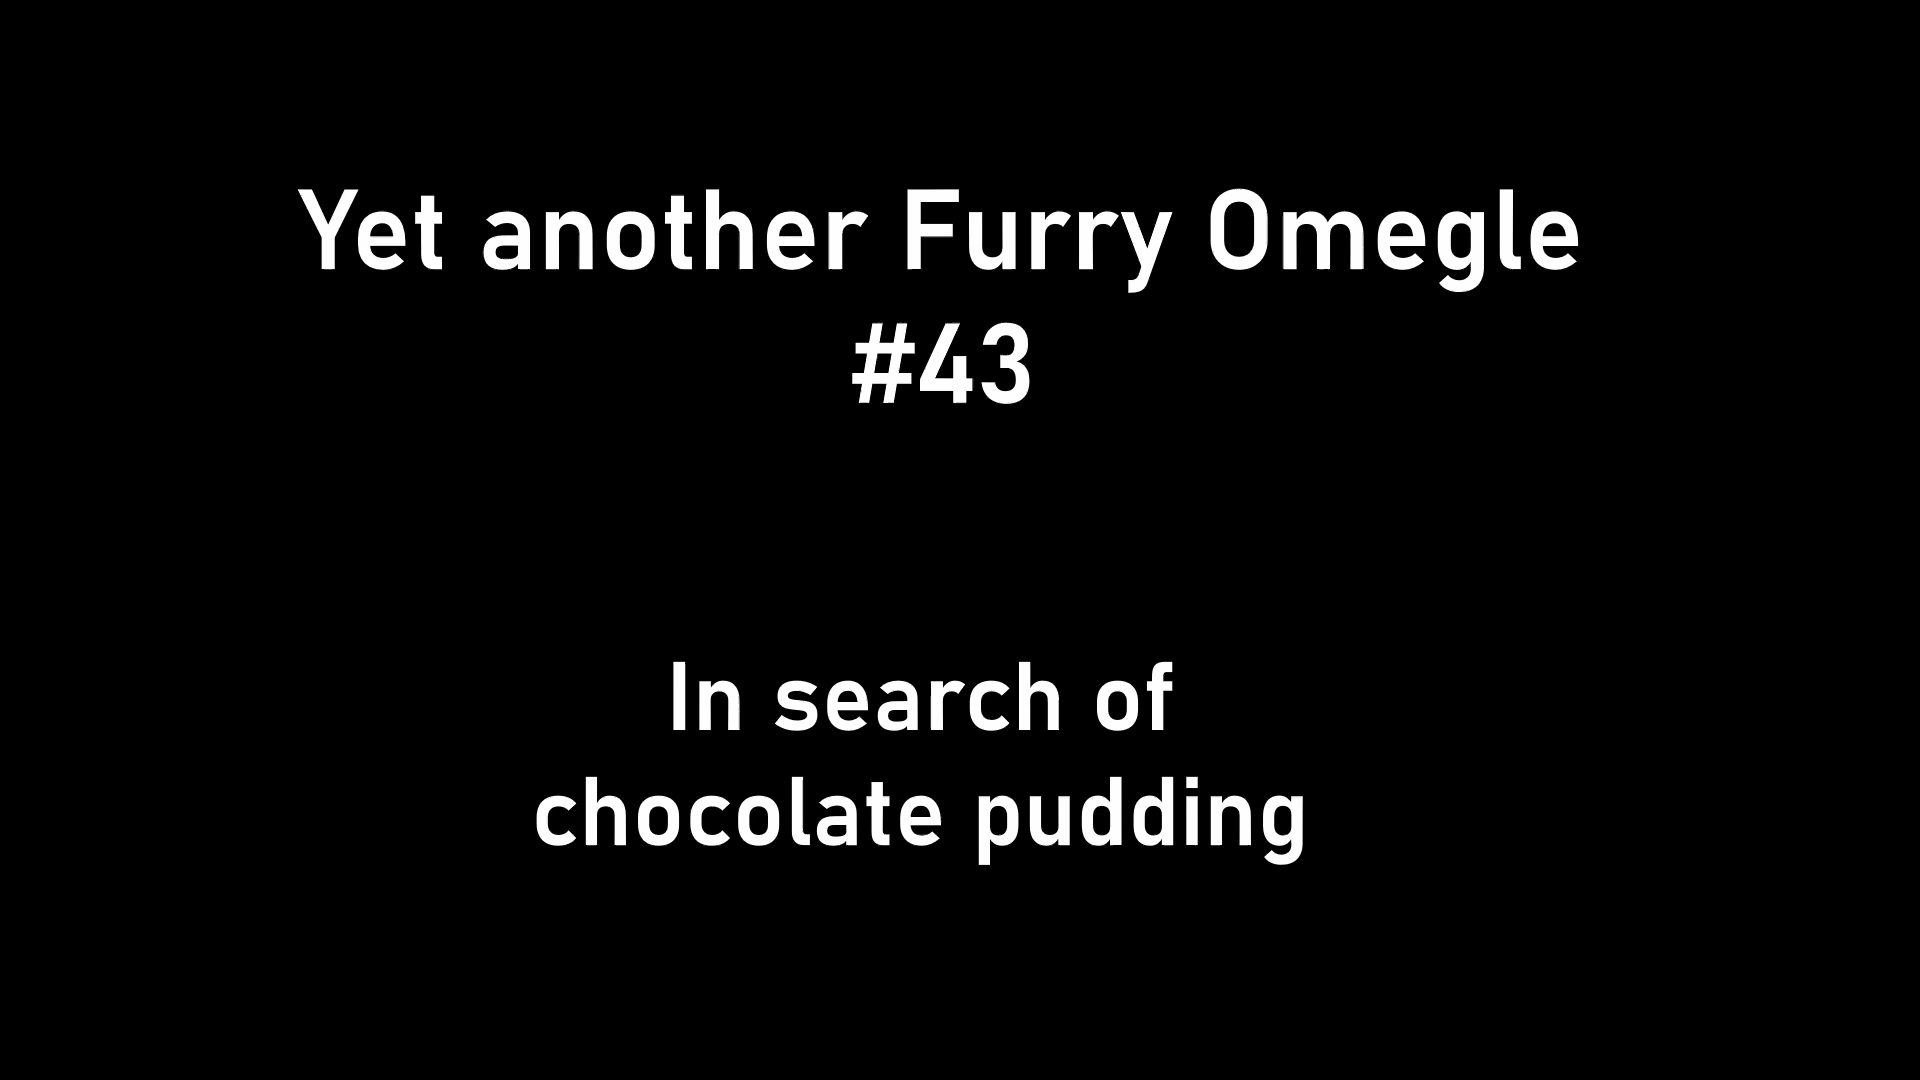 Yet another Furry Omegle
#43
In search of
chocolate pudding